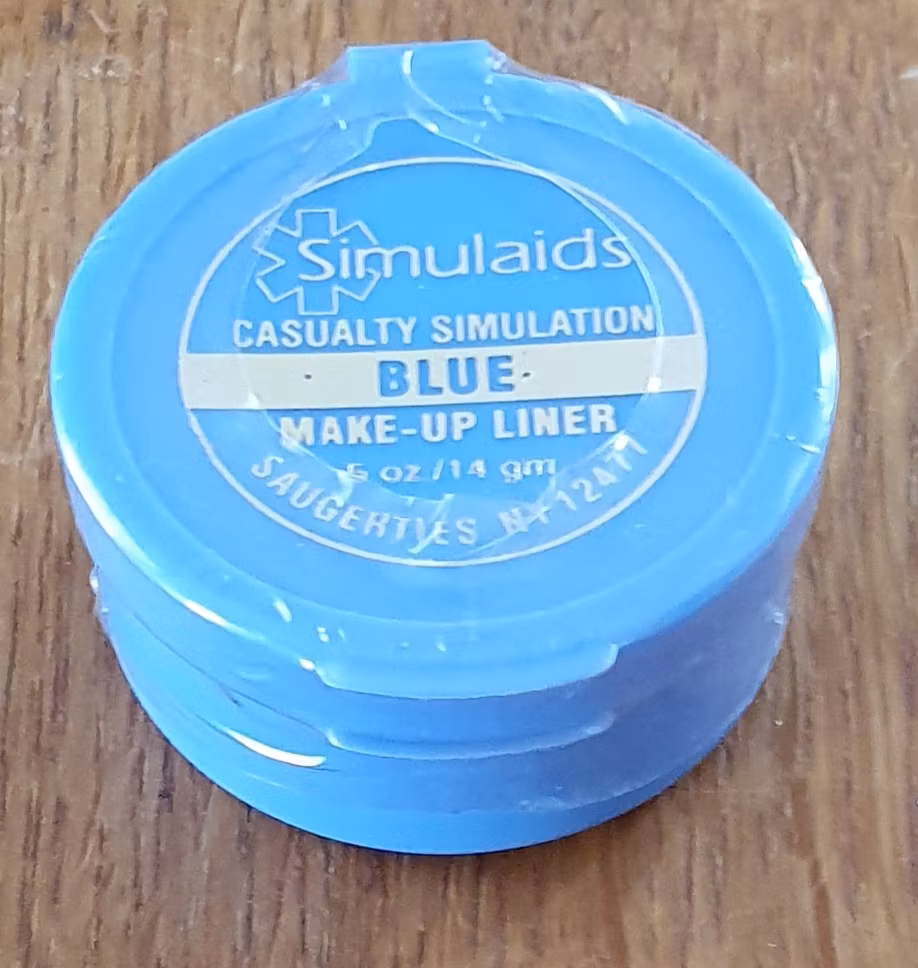 Simulaids
CASUALTY SIMULATION
BLUE
MAKE-UP LINER
.5 oz/14 gm
SAUGERTIES NY 12477